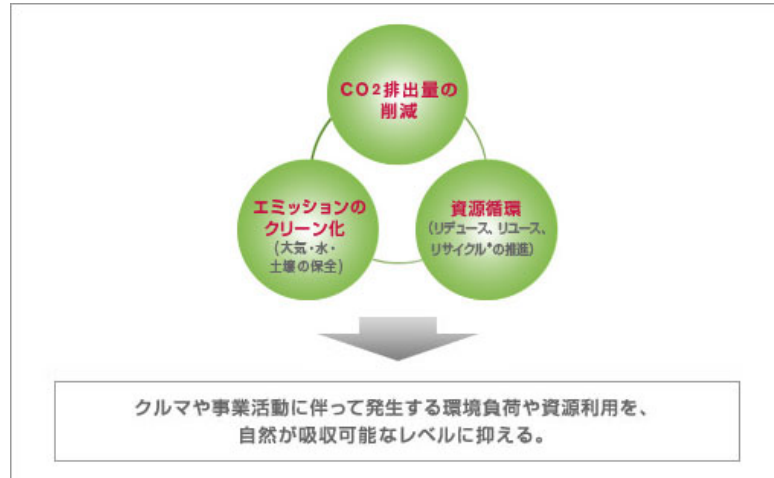 CO2排出量の
削減
エミッションの
クリーン化
(大気・水・
土壌の保全)
資源循環
(リデュース、リユース、
リサイクル*の推進)
クルマや事業活動に伴って発生する環境負荷や資源利用を、
自然が吸収可能なレベルに抑える。